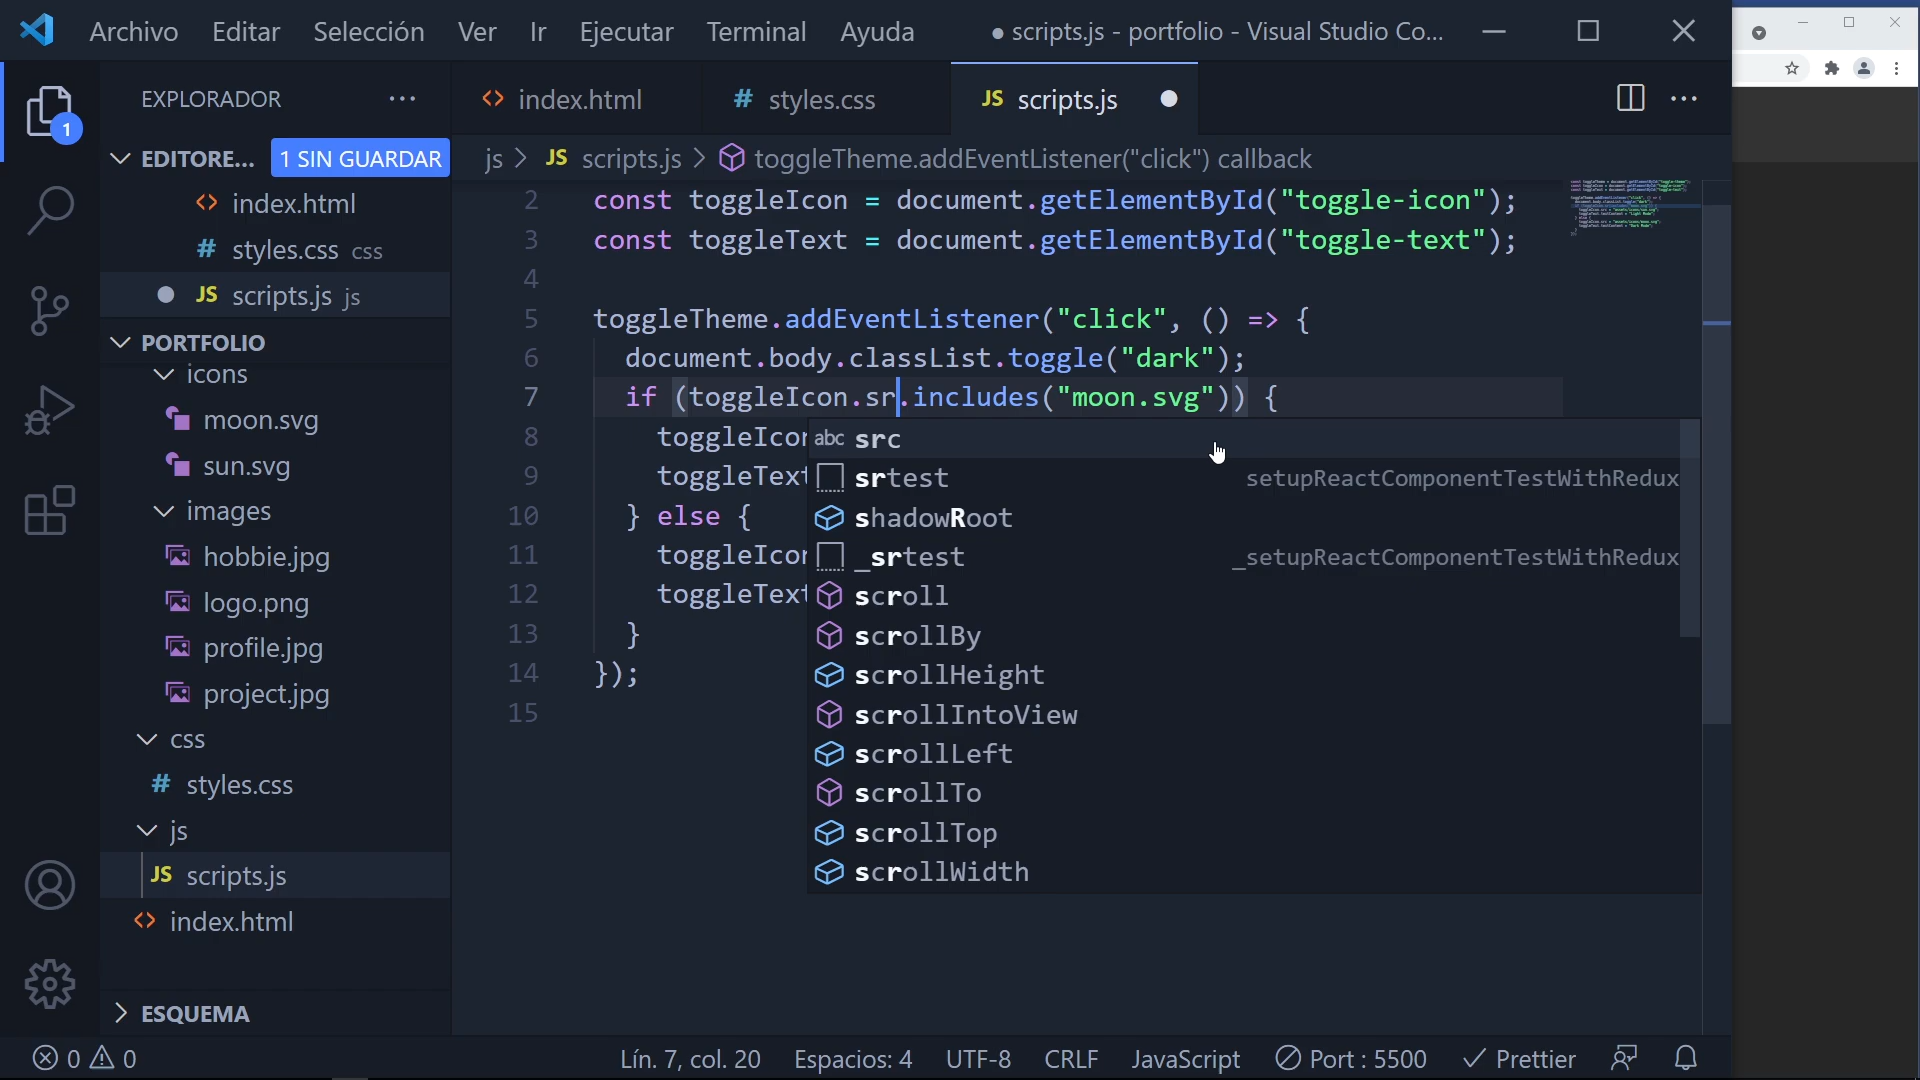 Archivo Editar Selección Ver Ir Ejecutar Terminal Ayuda ● scripts.js - portfolio - Visual Studio Co...
EXPLORADOR ...
1
EDITORE... 1 SIN GUARDAR
<> index.html
# styles.css css
● JS scripts.js js
PORTFOLIO
icons
moon.svg
sun.svg
images
hobbie.jpg
logo.png
profile.jpg
project.jpg
css
# styles.css
js
JS scripts.js
<> index.html
ESQUEMA
<> index.html # styles.css JS scripts.js ●
js > JS scripts.js > toggleTheme.addEventListener("click") callback
2 const toggleIcon = document.getElementById("toggle-icon");
3 const toggleText = document.getElementById("toggle-text");
4
5 toggleTheme.addEventListener("click", () => {
6 document.body.classList.toggle("dark");
7 if (toggleIcon.sr.includes("moon.svg")) {
8 toggleIcon
9 toggleText
10 } else {
11 toggleIcon
12 toggleText
13 }
14 });
15
abc src
srtest setupReactComponentTestWithRedux
shadowRoot
_srtest _setupReactComponentTestWithRedux
scroll
scrollBy
scrollHeight
scrollIntoView
scrollLeft
scrollTo
scrollTop
scrollWidth
0 0 Lín. 7, col. 20 Espacios: 4 UTF-8 CRLF JavaScript Port : 5500 Prettier